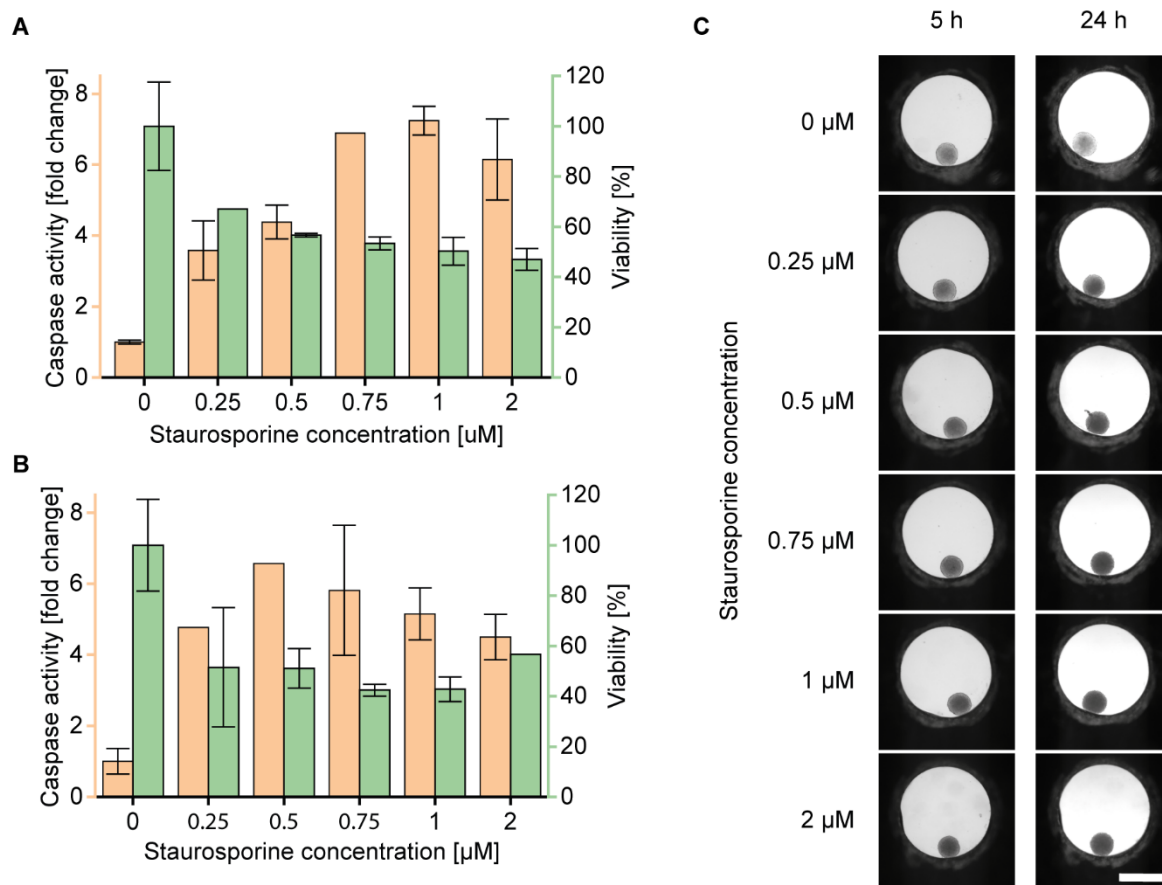 A
Caspase activity [fold change]
8
6
4
2
0
120
100
80
60
40
20
0
Viability [%]
0 0.25 0.5 0.75 1 2
Staurosporine concentration [uM]
B
Caspase activity [fold change]
8
6
4
2
0
120
100
80
60
40
20
0
Viability [%]
0 0.25 0.5 0.75 1 2
Staurosporine concentration [µM]
C
5 h 24 h
Staurosporine concentration
0 µM
0.25 µM
0.5 µM
0.75 µM
1 µM
2 µM